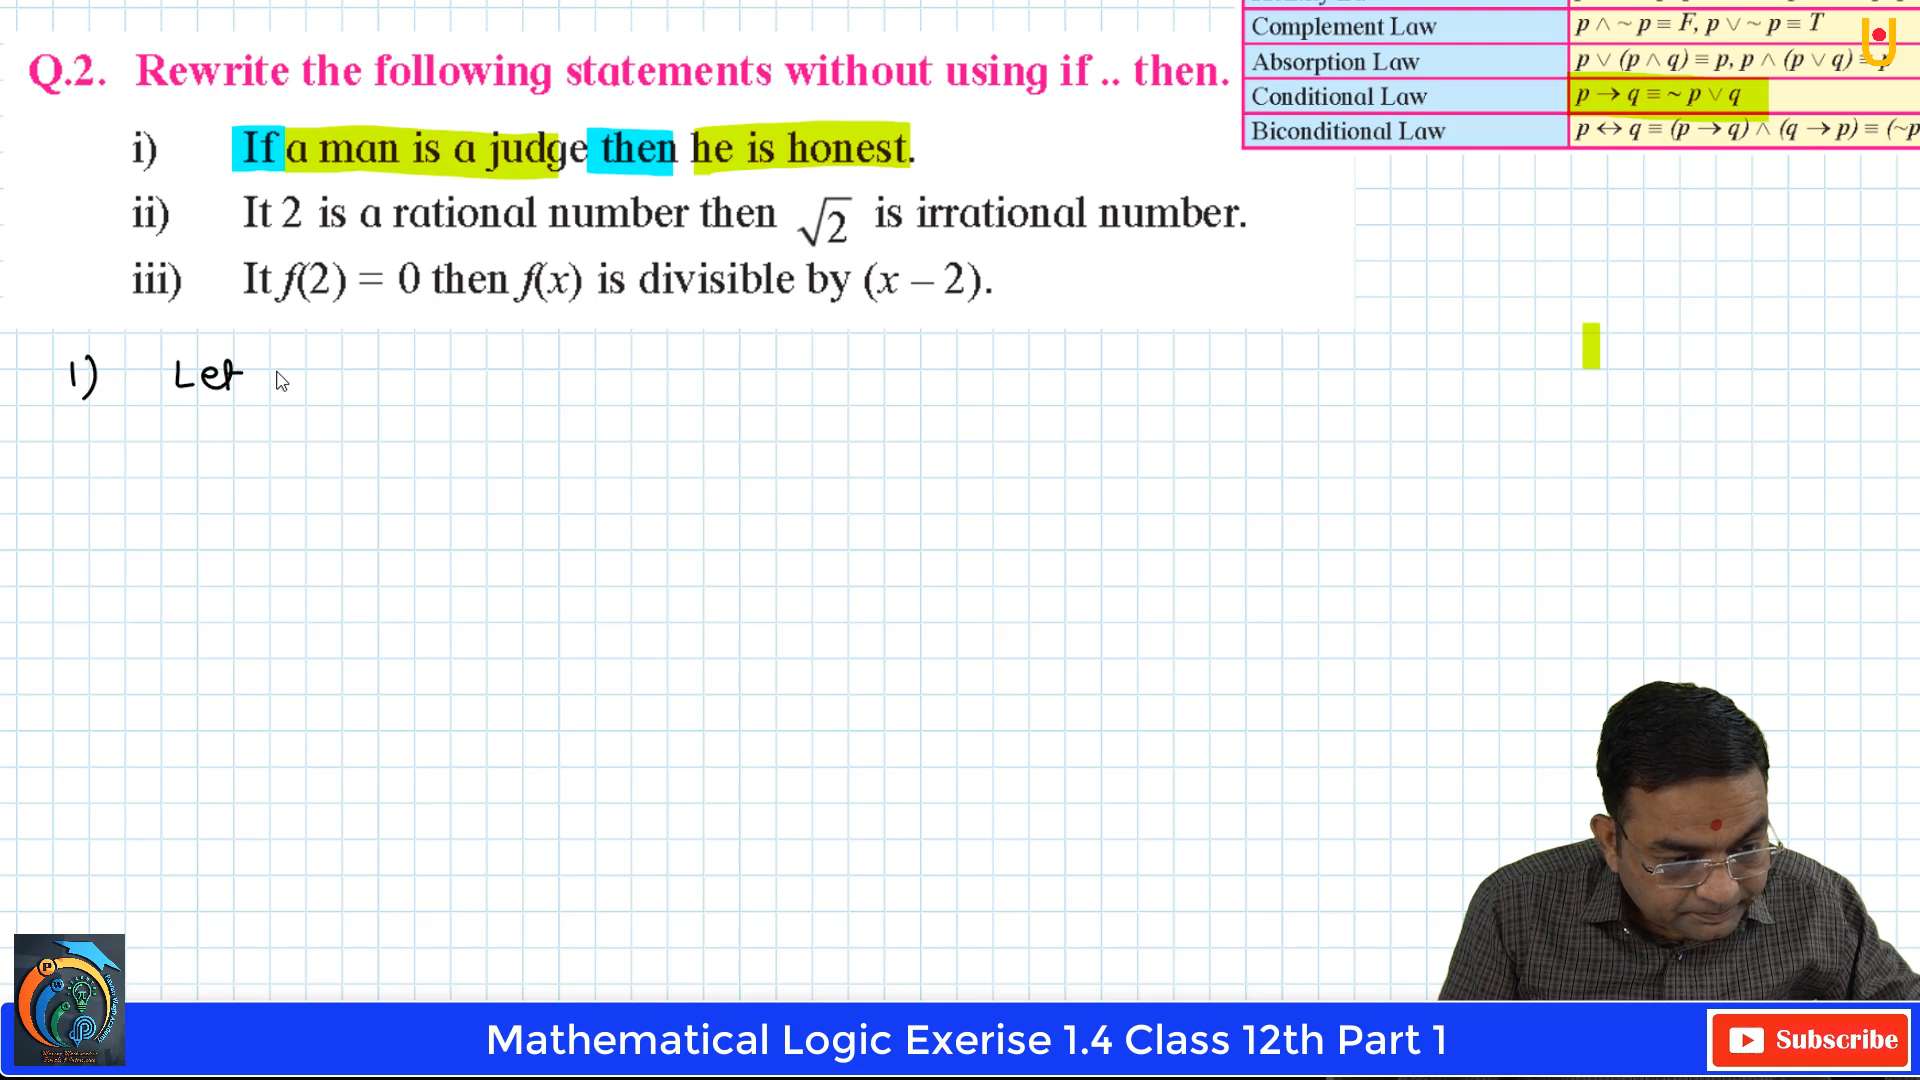 Complement Law p ∧ ~ p ≡ F, p ∨ ~ p ≡ T
Absorption Law p ∨ (p ∧ q) ≡ p, p ∧ (p ∨ q) ≡ p
Conditional Law p → q ≡ ~ p ∨ q
Biconditional Law p ↔ q ≡ (p → q) ∧ (q → p) ≡ (~p
Q.2. Rewrite the following statements without using if .. then.
i) If a man is a judge then he is honest.
ii) It 2 is a rational number then √2 is irrational number.
iii) It f(2) = 0 then f(x) is divisible by (x – 2).
1) Let
Mathematical Logic Exerise 1.4 Class 12th Part 1
Subscribe